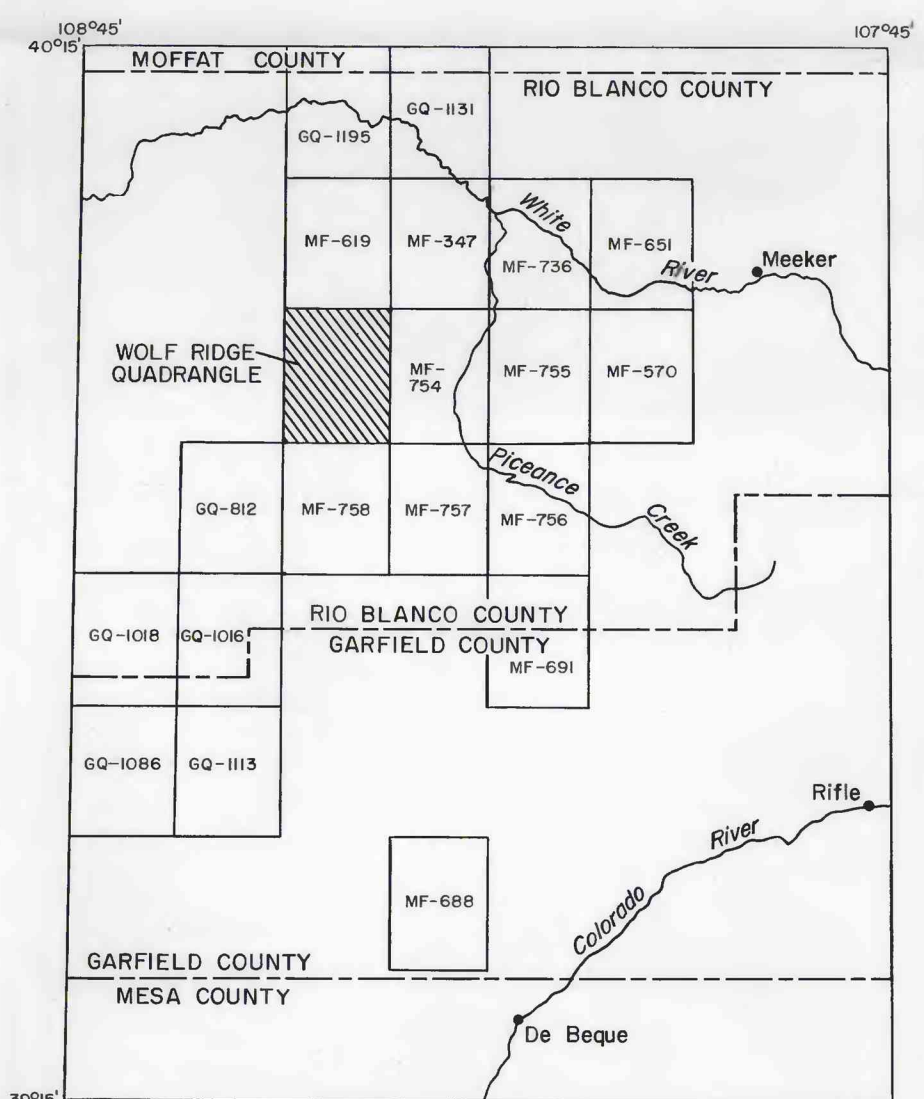 108°45'
107°45'
40°15'
MOFFAT COUNTY
RIO BLANCO COUNTY
GQ-1131
GQ-1195
White
MF-619
MF-347
MF-651
MF-736
River
Meeker
WOLF RIDGE
QUADRANGLE
MF-
754
MF-755
MF-570
Piceance
GQ-812
MF-758
MF-757
MF-756
Creek
RIO BLANCO COUNTY
GQ-1018
GQ-1016
GARFIELD COUNTY
MF-691
GQ-1086
GQ-1113
Rifle
River
MF-688
Colorado
GARFIELD COUNTY
MESA COUNTY
De Beque
39°15'